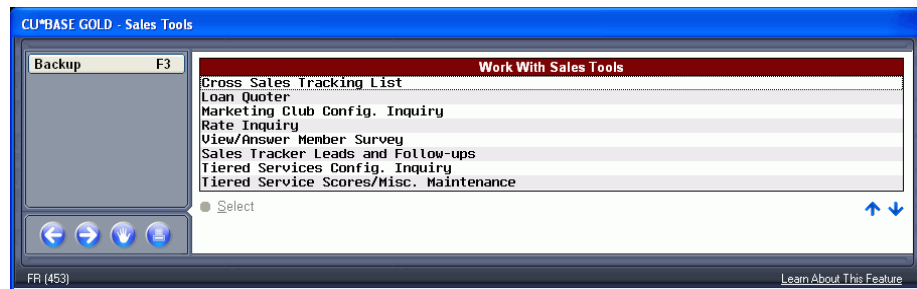 CU*BASE GOLD - Sales Tools
Backup F3
Work With Sales Tools
Cross Sales Tracking List
Loan Quoter
Marketing Club Config. Inquiry
Rate Inquiry
View/Answer Member Survey
Sales Tracker Leads and Follow-ups
Tiered Services Config. Inquiry
Tiered Service Scores/Misc. Maintenance
Select
FR (453)
Learn About This Feature